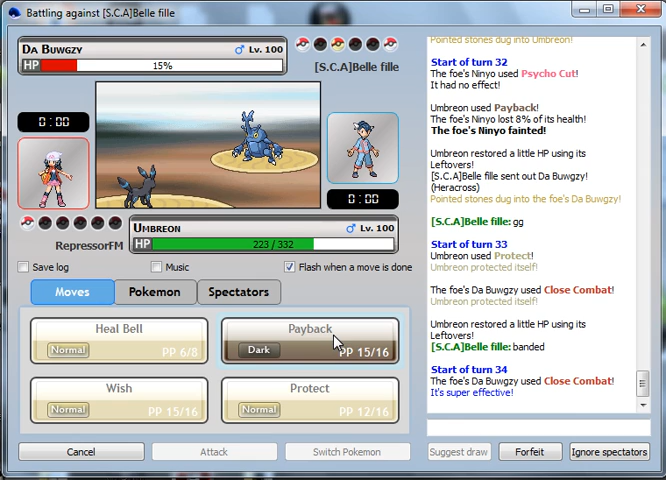 Battling against [S.C.A]Belle fille
Da Buwgzy ♂ Lv. 100
HP 15%
[S.C.A]Belle fille
0 : 00
0 : 00
Umbreon ♂ Lv. 100
HP 223 / 332
RepressorFM
Save log
Music
Flash when a move is done
Moves
Pokemon
Spectators
Heal Bell
Normal PP 6/8
Payback
Dark PP 15/16
Wish
Normal PP 15/16
Protect
Normal PP 12/16
Cancel
Attack
Switch Pokemon
Pointed stones dug into Umbreon!
Start of turn 32
The foe's Ninyo used Psycho Cut!
It had no effect!
Umbreon used Payback!
The foe's Ninyo lost 8% of its health!
The foe's Ninyo fainted!
Umbreon restored a little HP using its
Leftovers!
[S.C.A]Belle fille sent out Da Buwgzy!
(Heracross)
Pointed stones dug into the foe's Da Buwgzy!
[S.C.A]Belle fille: gg
Start of turn 33
Umbreon used Protect!
Umbreon protected itself!
The foe's Da Buwgzy used Close Combat!
Umbreon protected itself!
Umbreon restored a little HP using its
Leftovers!
[S.C.A]Belle fille: banded
Start of turn 34
The foe's Da Buwgzy used Close Combat!
It's super effective!
Suggest draw
Forfeit
Ignore spectators